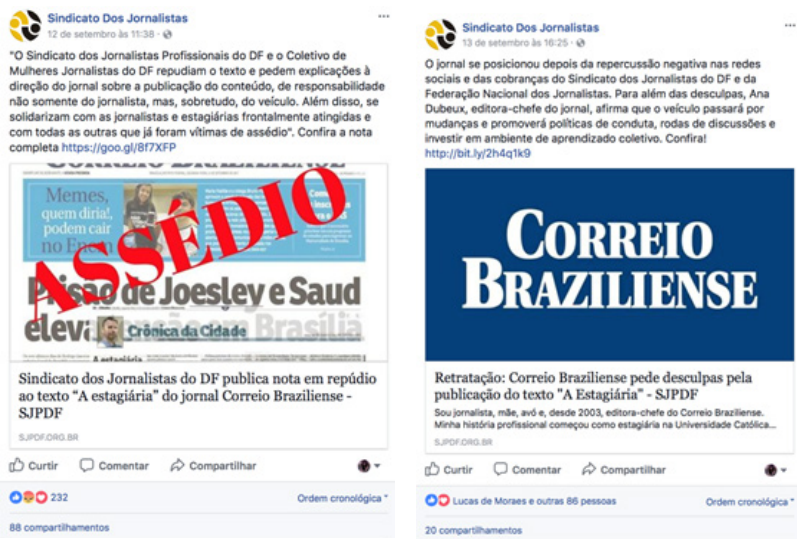 Sindicato Dos Jornalistas
12 de setembro às 11:38 ·
"O Sindicato dos Jornalistas Profissionais do DF e o Coletivo de
Mulheres Jornalistas do DF repudiam o texto e pedem explicações à
direção do jornal sobre a publicação do conteúdo, de responsabilidade
não somente do jornalista, mas, sobretudo, do veículo. Além disso, se
solidarizam com as jornalistas e estagiárias frontalmente atingidas e
com todas as outras que já foram vítimas de assédio". Confira a nota
completa https://goo.gl/8f7XFP
CORREIO BRAZILIENSE
Memes,
quem diria!,
podem cair
no Enem
ASSÉDIO
Prisão de Joesley e Saud
eleva
Brasília
Crônica da Cidade
A estagiária
Sindicato dos Jornalistas do DF publica nota em repúdio
ao texto “A estagiária” do jornal Correio Braziliense -
SJPDF
SJPDF.ORG.BR
Curtir
Comentar
Compartilhar
232
Ordem cronológica
88 compartilhamentos
Sindicato Dos Jornalistas
13 de setembro às 16:25 ·
O jornal se posicionou depois da repercussão negativa nas redes
sociais e das cobranças do Sindicato dos Jornalistas do DF e da
Federação Nacional dos Jornalistas. Para além das desculpas, Ana
Dubeux, editora-chefe do jornal, afirma que o veículo passará por
mudanças e promoverá políticas de conduta, rodas de discussões e
investir em ambiente de aprendizado coletivo. Confira!
http://bit.ly/2h4q1k9
CORREIO
BRAZILIENSE
Retratação: Correio Braziliense pede desculpas pela
publicação do texto "A Estagiária" - SJPDF
Sou jornalista, mãe, avó e, desde 2003, editora-chefe do Correio Braziliense.
Minha história profissional começou como estagiária na Universidade Católica...
SJPDF.ORG.BR
Curtir
Comentar
Compartilhar
Lucas de Moraes e outras 86 pessoas
Ordem cronológica
20 compartilhamentos